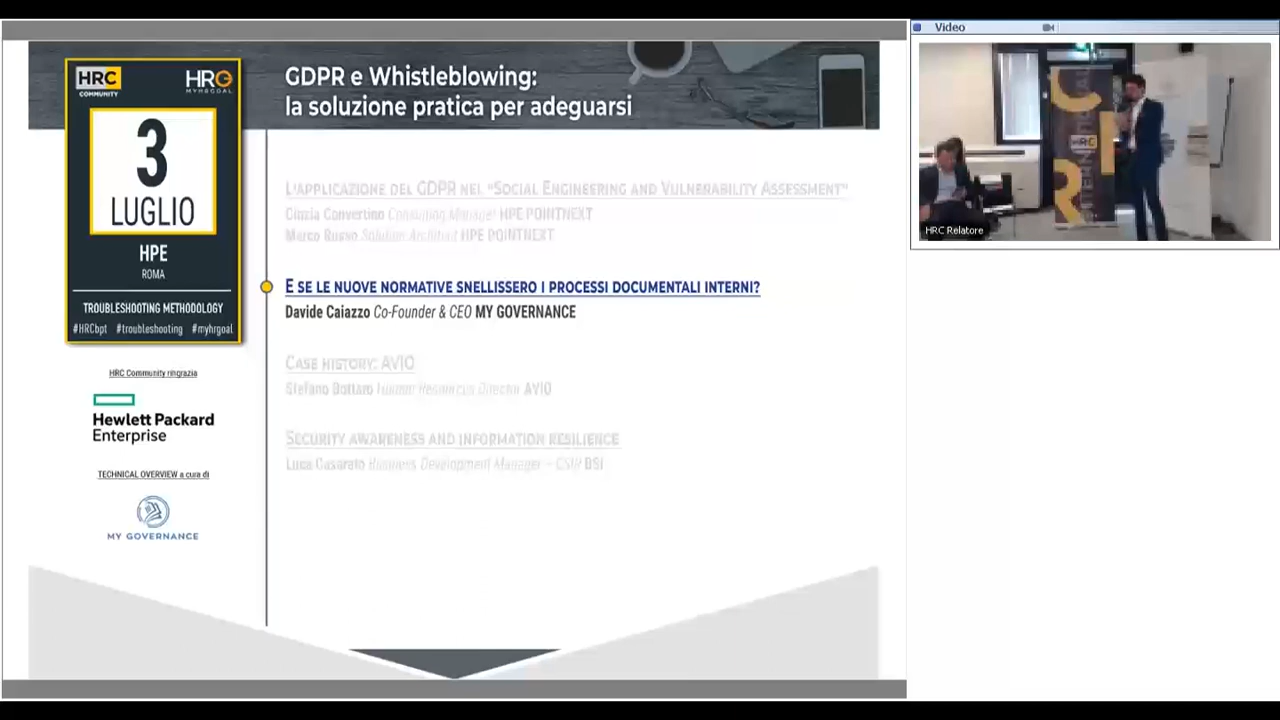 Video
HRC
COMMUNITY
HRG
MYHRGOAL
3
LUGLIO
HPE
ROMA
TROUBLESHOOTING METHODOLOGY
#HRCbpt #troubleshooting #myhrgoal
HRC Community ringrazia
Hewlett Packard
Enterprise
TECHNICAL OVERVIEW a cura di
MY GOVERNANCE
GDPR e Whistleblowing:
la soluzione pratica per adeguarsi
L'APPLICAZIONE DEL GDPR NEL "SOCIAL ENGINEERING AND VULNERABILITY ASSESSMENT"
Cinzia Convertino Consulting Manager HPE POINTNEXT
Marco Russo Solution Architect HPE POINTNEXT
E SE LE NUOVE NORMATIVE SNELLISSERO I PROCESSI DOCUMENTALI INTERNI?
Davide Caiazzo Co-Founder & CEO MY GOVERNANCE
CASE HISTORY: AVIO
Stefano Bottaro Human Resources Director AVIO
SECURITY AWARENESS AND INFORMATION RESILIENCE
Luca Casarato Business Development Manager – CSIR BSI
HRC
HRC Relatore